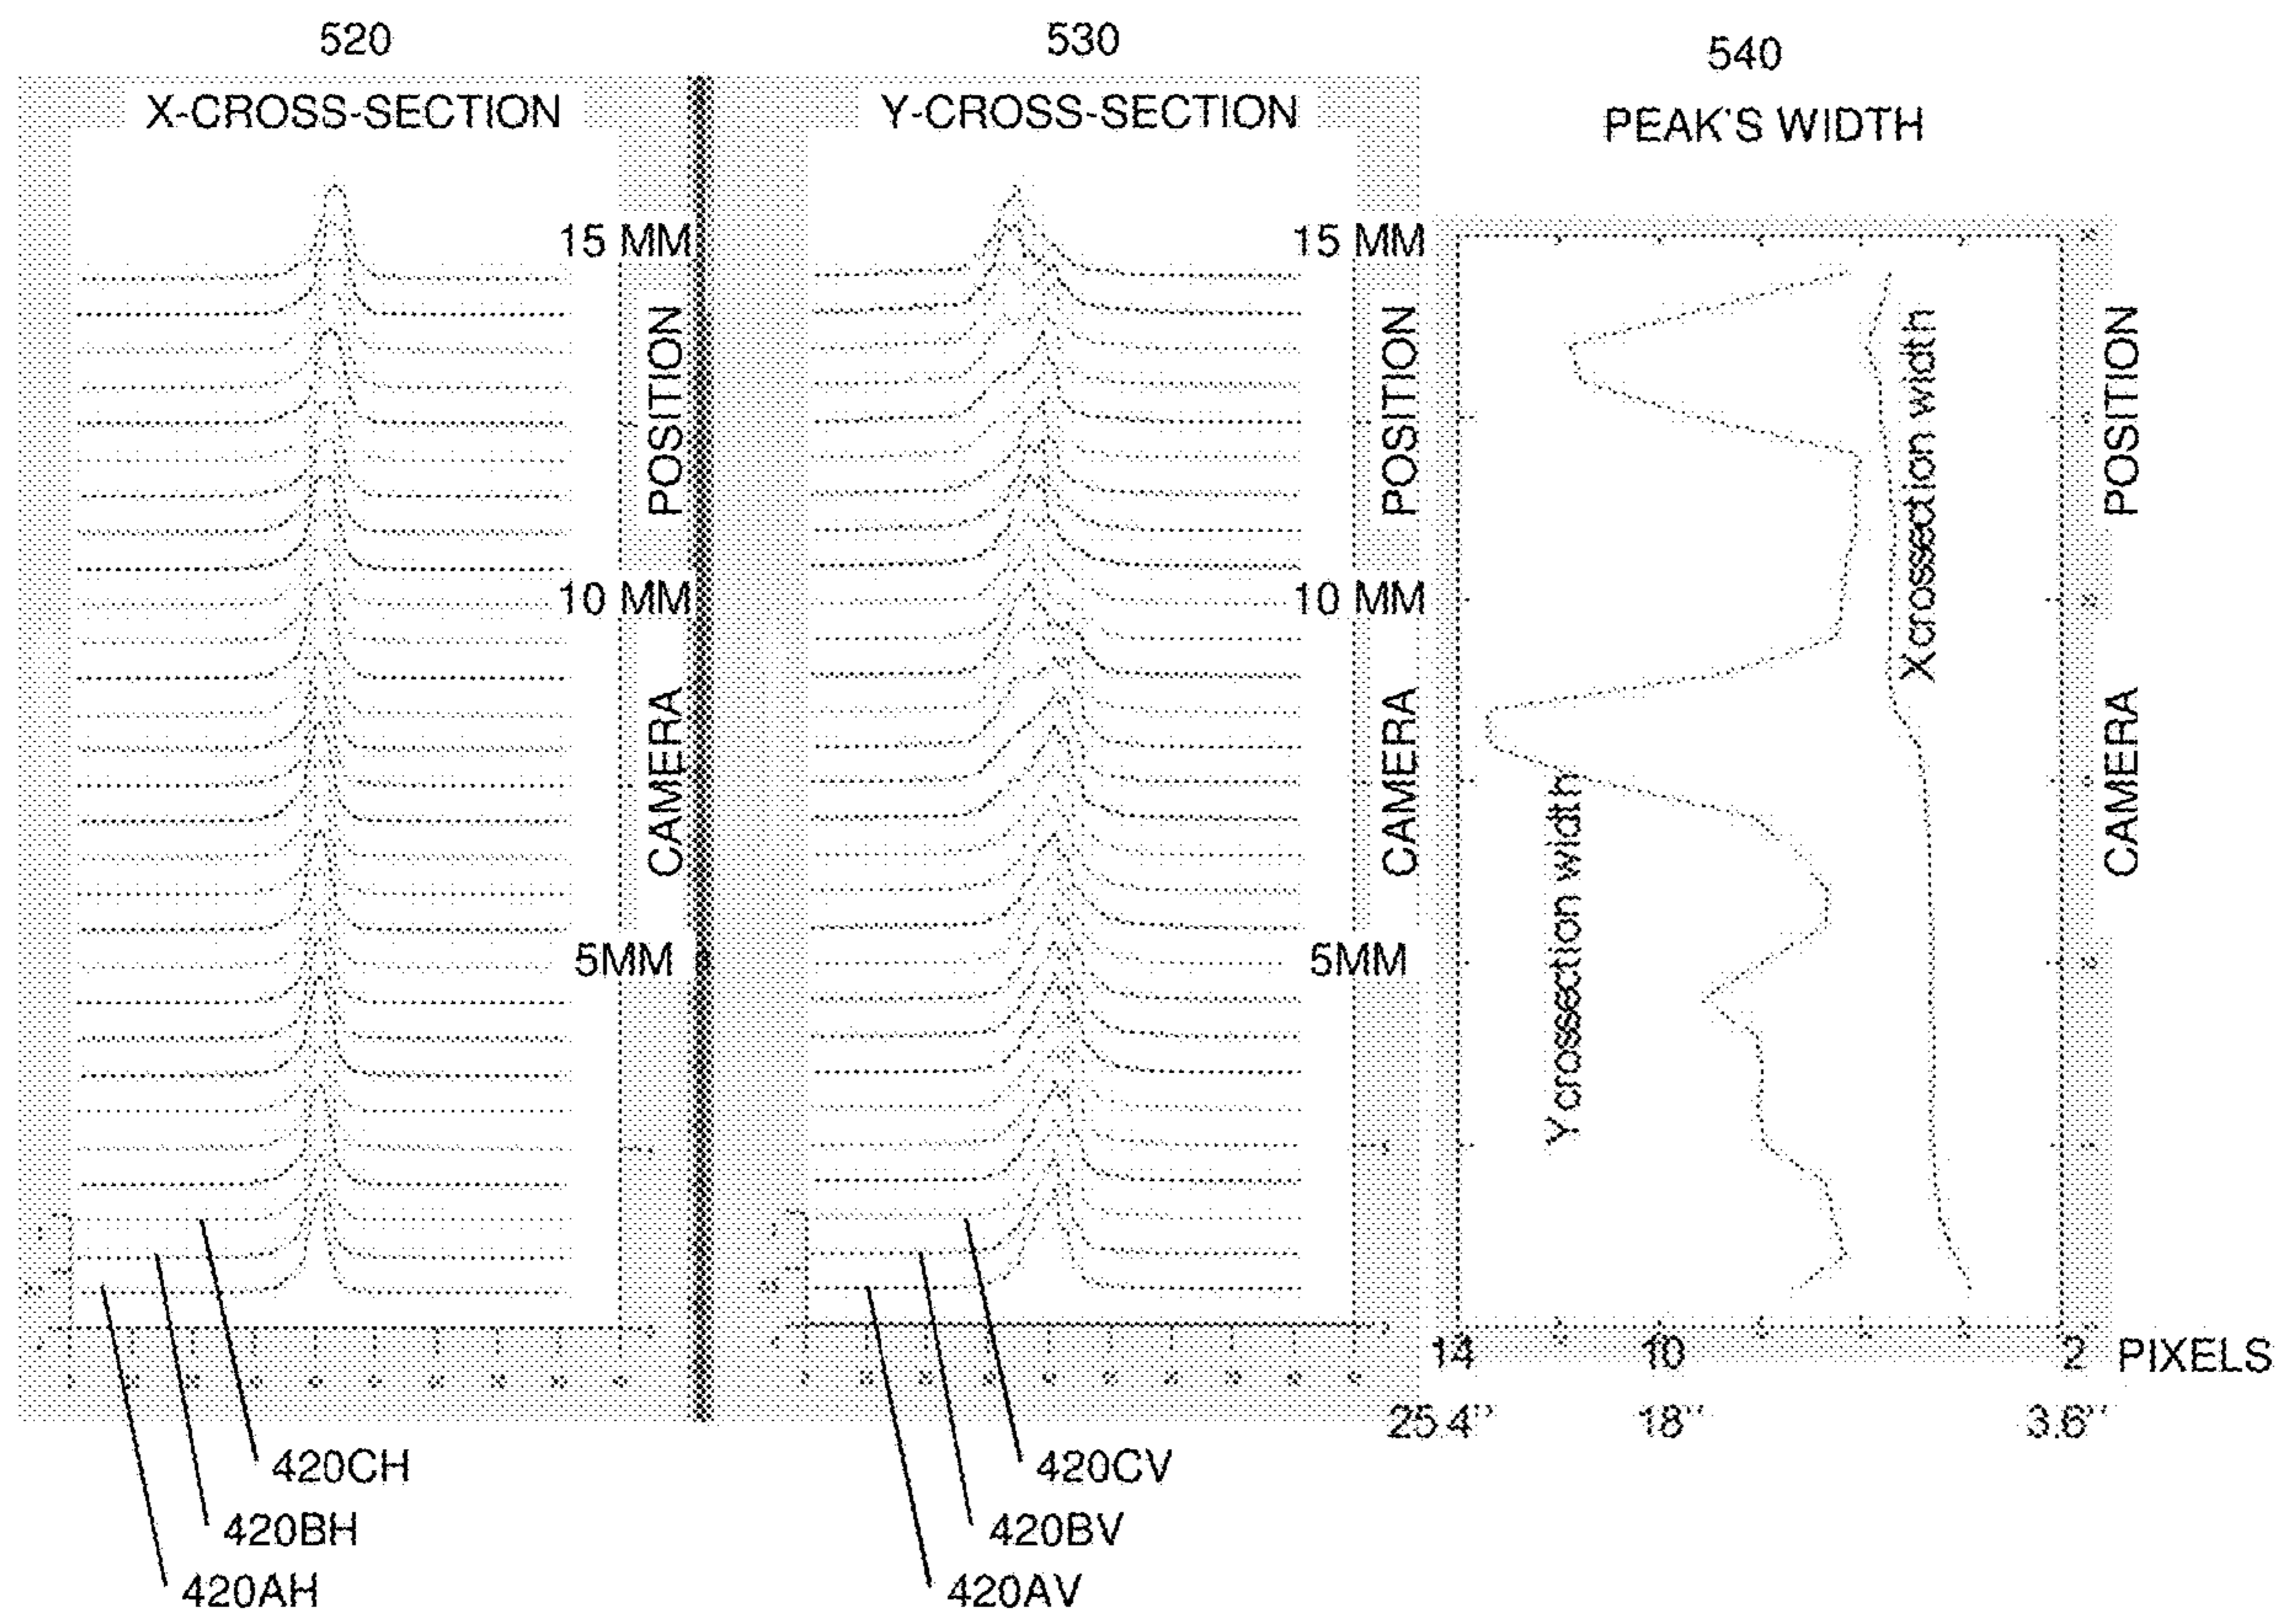 520
X-CROSS-SECTION
15 MM
10 MM
5MM
CAMERA POSITION
420CH
420BH
420AH
530
Y-CROSS-SECTION
15 MM
10 MM
5MM
CAMERA POSITION
420CV
420BV
420AV
540
PEAK'S WIDTH
Ycrossection width
Xcrossection width
CAMERA POSITION
14 10 2 PIXELS
25.4" 18" 3.6"